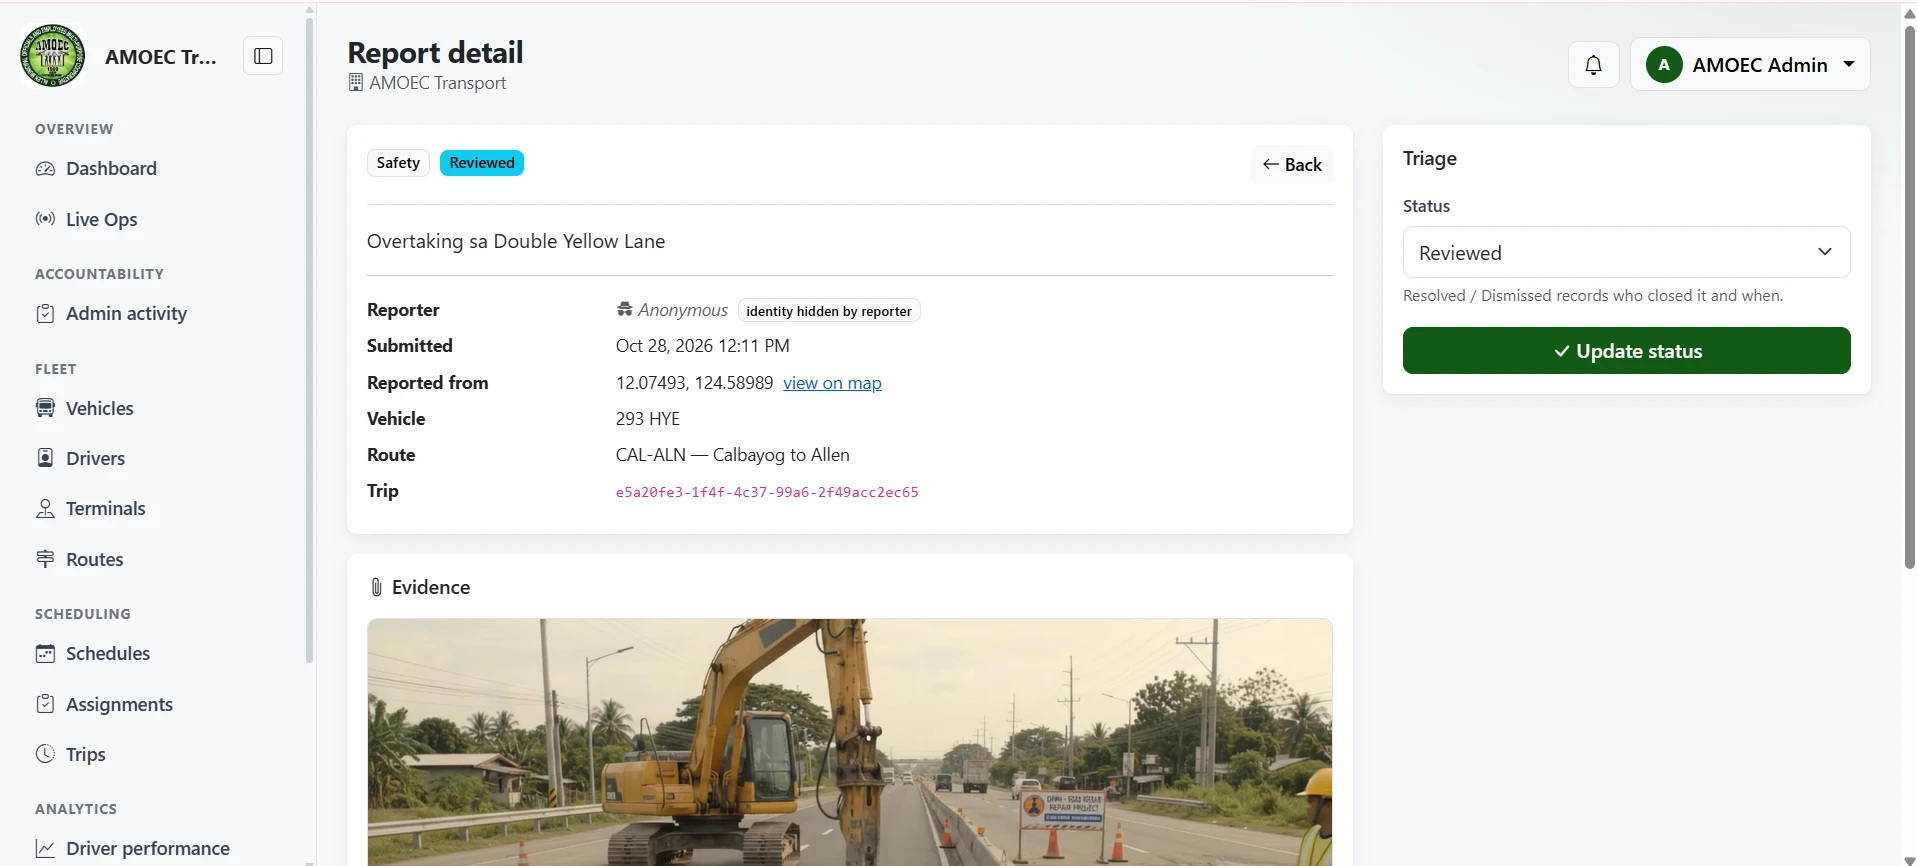 AMOEC Tr...
OVERVIEW
Dashboard
Live Ops
ACCOUNTABILITY
Admin activity
FLEET
Vehicles
Drivers
Terminals
Routes
SCHEDULING
Schedules
Assignments
Trips
ANALYTICS
Driver performance
Report detail
AMOEC Transport
A AMOEC Admin
Safety Reviewed
← Back
Overtaking sa Double Yellow Lane
Reporter Anonymous identity hidden by reporter
Submitted Oct 28, 2026 12:11 PM
Reported from 12.07493, 124.58989 view on map
Vehicle 293 HYE
Route CAL-ALN — Calbayog to Allen
Trip e5a20fe3-1f4f-4c37-99a6-2f49acc2ec65
Evidence
REPAIR PROJECT
Triage
Status
Reviewed
Resolved / Dismissed records who closed it and when.
✓ Update status